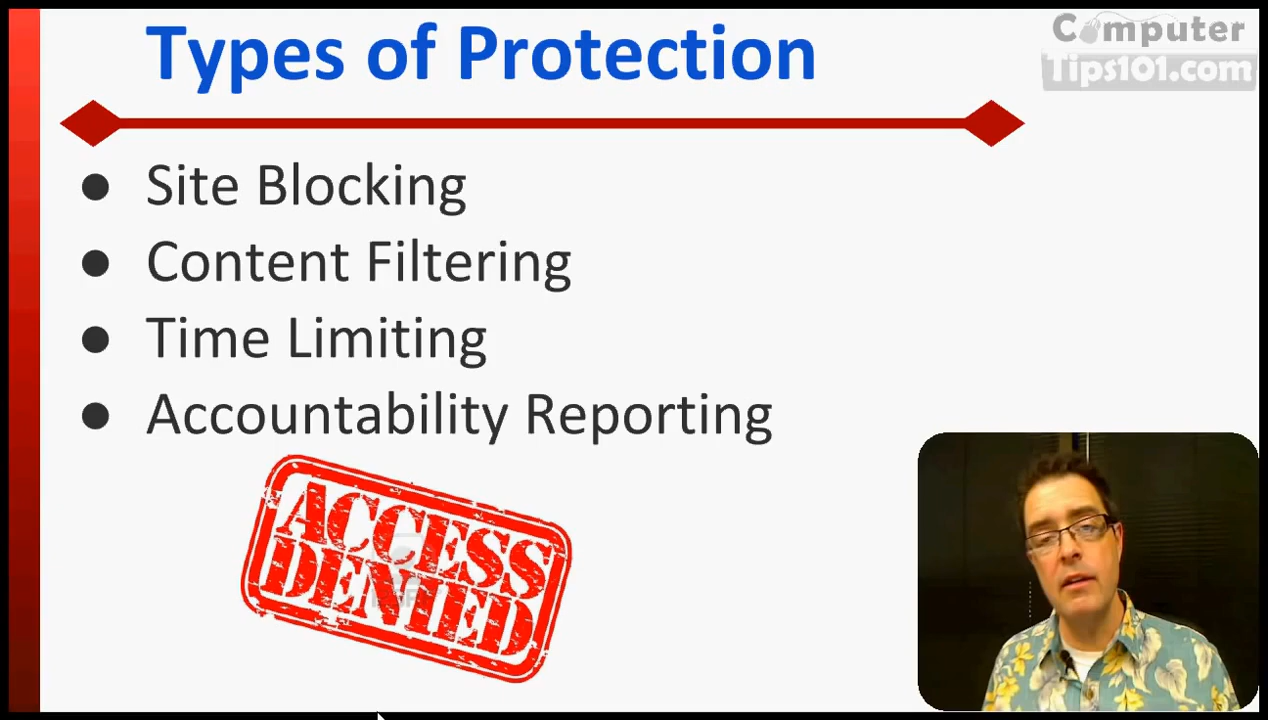 Types of Protection
Computer
Tips101.com
Site Blocking
Content Filtering
Time Limiting
Accountability Reporting
ACCESS
DENIED